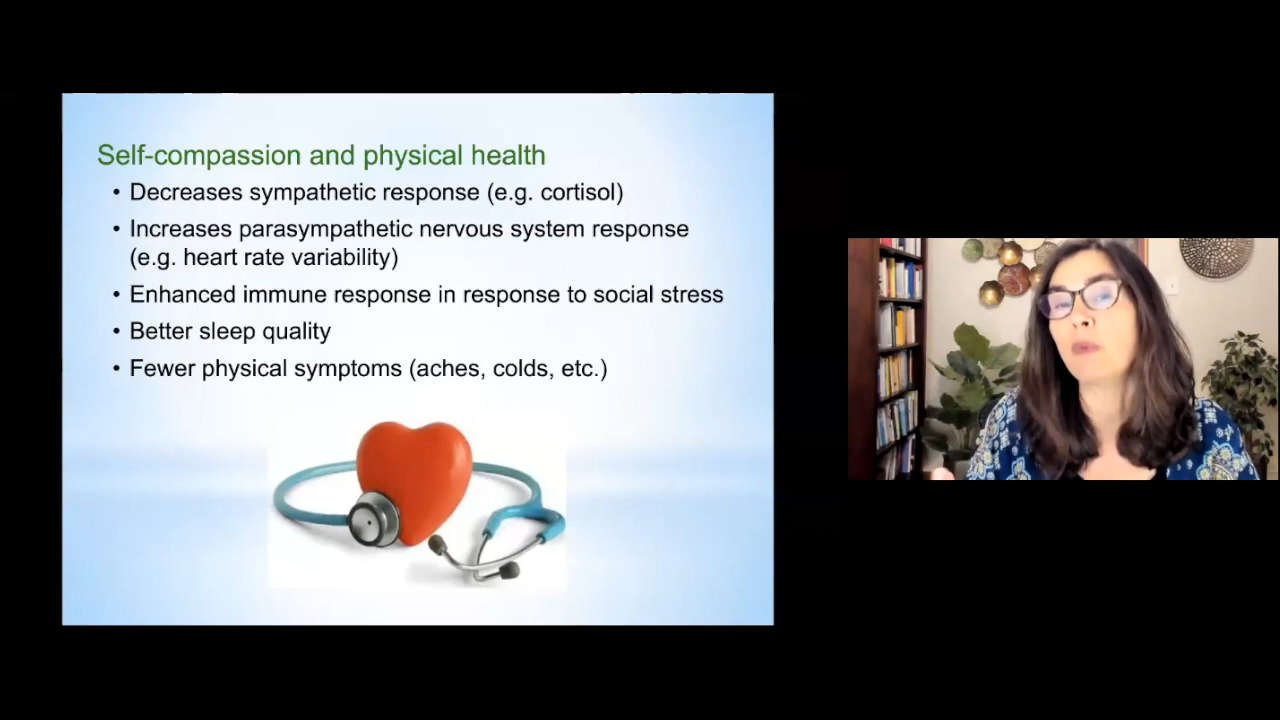 Self-compassion and physical health
• Decreases sympathetic response (e.g. cortisol)
• Increases parasympathetic nervous system response
(e.g. heart rate variability)
• Enhanced immune response in response to social stress
• Better sleep quality
• Fewer physical symptoms (aches, colds, etc.)